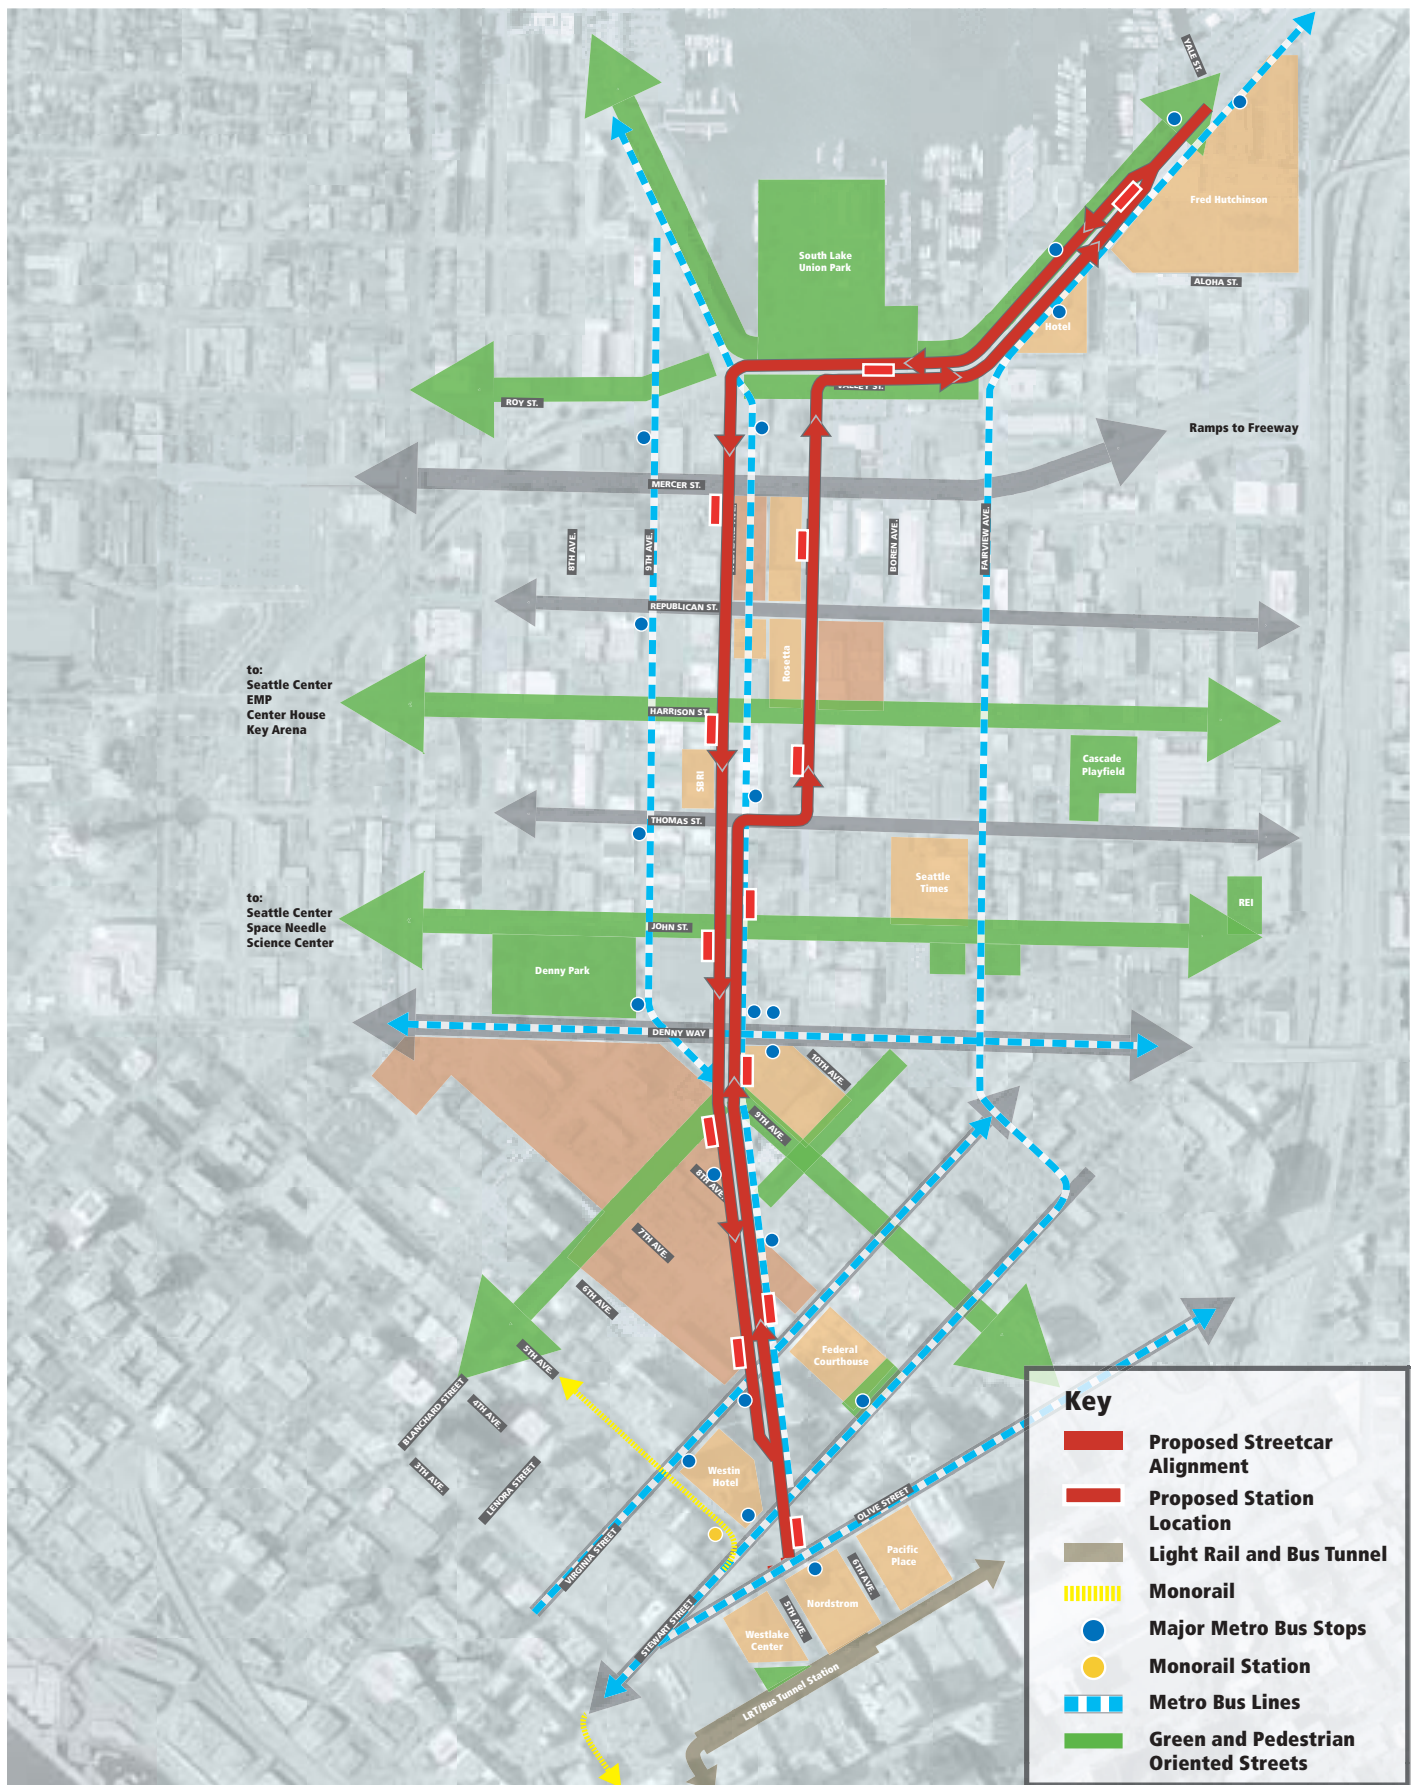 YALE ST.
Fred Hutchinson
South Lake
Union Park
ALOHA ST.
Hotel
VALLEY ST.
ROY ST.
Ramps to Freeway
MERCER ST.
8TH AVE.
9TH AVE.
BOREN AVE.
FAIRVIEW AVE.
REPUBLICAN ST.
Rosetta
to:
Seattle Center
EMP
Center House
Key Arena
HARRISON ST.
SBRI
Cascade
Playfield
THOMAS ST.
Seattle
Times
REI
to:
Seattle Center
Space Needle
Science Center
JOHN ST.
Denny Park
DENNY WAY
10TH AVE.
9TH AVE.
8TH AVE.
7TH AVE.
6TH AVE.
5TH AVE.
Federal
Courthouse
BLANCHARD STREET
4TH AVE.
3TH AVE.
LENORA STREET
Westin
Hotel
OLIVE STREET
VIRGINIA STREET
Pacific
Place
6TH AVE.
Nordstrom
5TH AVE.
STEWART STREET
Westlake
Center
LRT/Bus Tunnel Station
Key
Proposed Streetcar
Alignment
Proposed Station
Location
Light Rail and Bus Tunnel
Monorail
Major Metro Bus Stops
Monorail Station
Metro Bus Lines
Green and Pedestrian
Oriented Streets